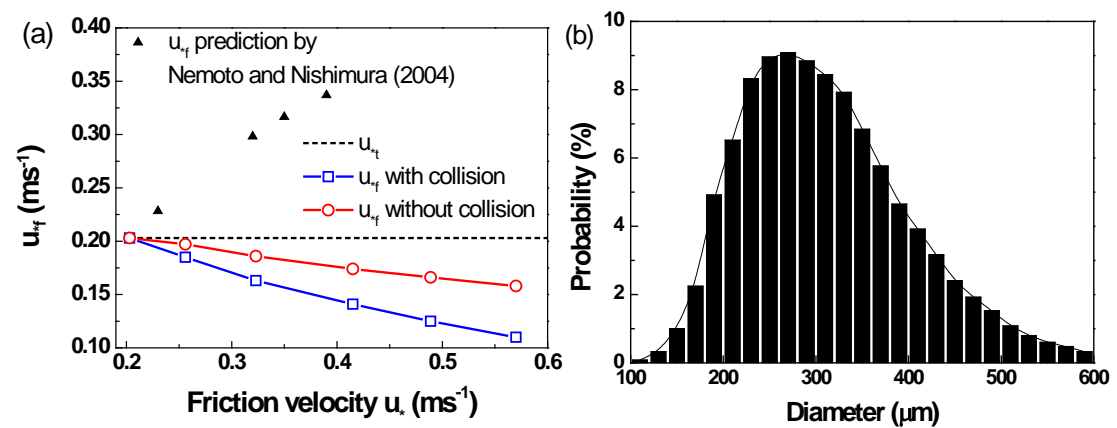 (a)
u*f prediction by
Nemoto and Nishimura (2004)
u*t
u*f with collision
u*f without collision
0.40
0.35
0.30
0.25
0.20
0.15
0.10
u*f (ms-1)
0.2 0.3 0.4 0.5 0.6
Friction velocity u* (ms-1)
(b)
10
8
6
4
2
0
Probability (%)
100 200 300 400 500 600
Diameter (μm)